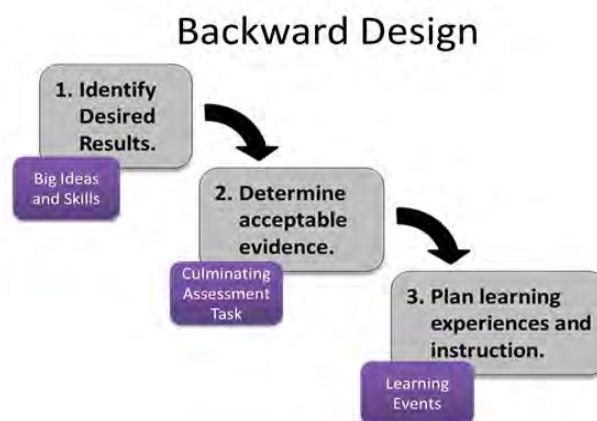 Backward Design
1. Identify
Desired
Results.
Big Ideas
and Skills
2. Determine
acceptable
evidence.
Culminating
Assessment
Task
3. Plan learning
experiences and
instruction.
Learning
Events